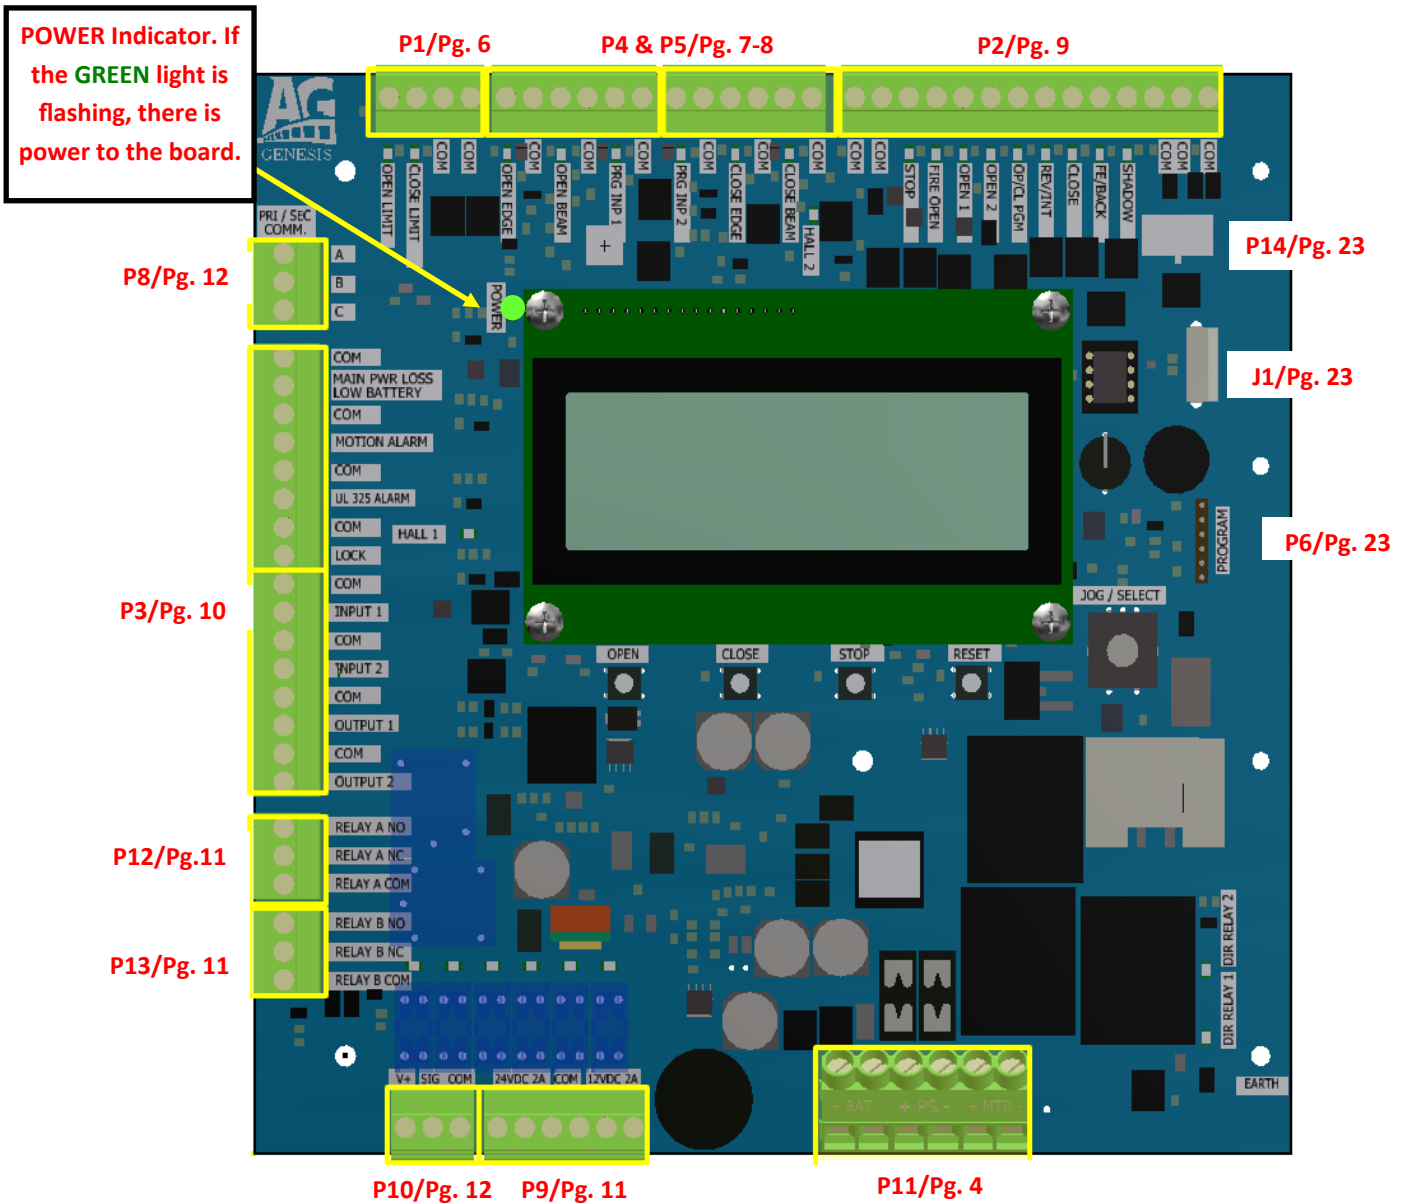 POWER Indicator. If
the GREEN light is
flashing, there is
power to the board.
P1/Pg. 6
P4 & P5/Pg. 7-8
P2/Pg. 9
AG
GENESIS
OPEN LIMIT
CLOSE LIMIT
COM
COM
OPEN EDGE
COM
OPEN BEAM
COM
PRG INP 1
COM
PRG INP 2
COM
CLOSE EDGE
COM
CLOSE BEAM
HALL 2
COM
COM
COM
STOP
FIRE OPEN
OPEN 1
OPEN 2
OP/CL PGM
REV/INT
CLOSE
FE/BACK
SHADOW
COM
COM
COM
PRI / SEC
COMM.
A
B
C
P8/Pg. 12
POWER
P14/Pg. 23
J1/Pg. 23
P6/Pg. 23
PROGRAM
COM
MAIN PWR LOSS
LOW BATTERY
COM
MOTION ALARM
COM
UL 325 ALARM
COM
LOCK
HALL 1
P3/Pg. 10
COM
INPUT 1
COM
INPUT 2
COM
OUTPUT 1
COM
OUTPUT 2
JOG / SELECT
OPEN
CLOSE
STOP
RESET
P12/Pg.11
RELAY A NO
RELAY A NC
RELAY A COM
P13/Pg. 11
RELAY B NO
RELAY B NC
RELAY B COM
DIR RELAY 2
DIR RELAY 1
EARTH
V+ SIG COM 24VDC 2A COM 12VDC 2A
+ BAT - + PS - + MTR -
P10/Pg. 12
P9/Pg. 11
P11/Pg. 4